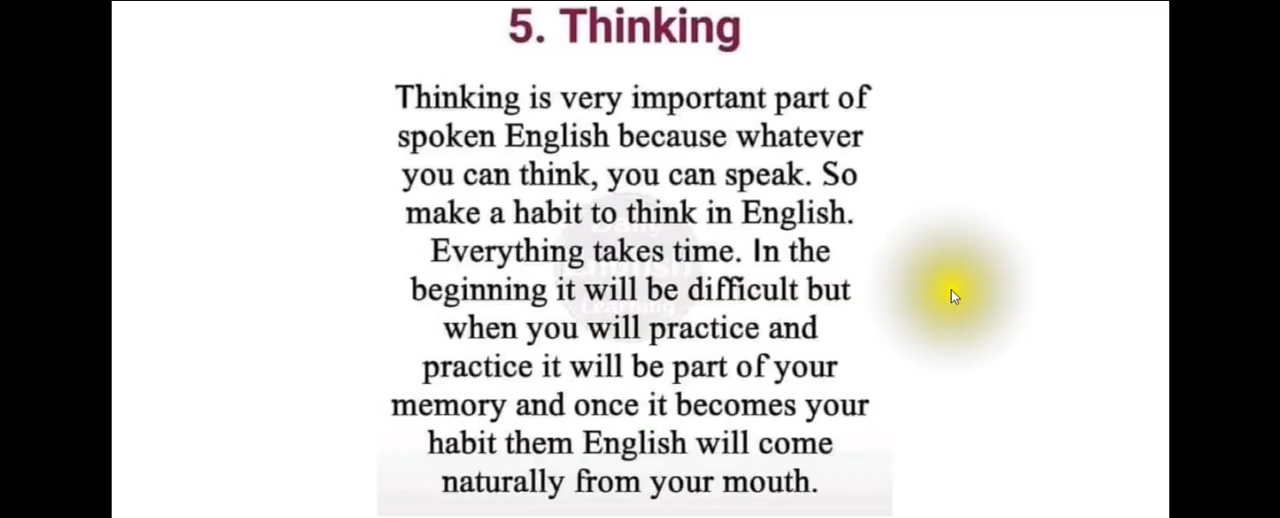 5. Thinking
Thinking is very important part of
spoken English because whatever
you can think, you can speak. So
make a habit to think in English.
Everything takes time. In the
beginning it will be difficult but
when you will practice and
practice it will be part of your
memory and once it becomes your
habit them English will come
naturally from your mouth.
Daily
English
Learning